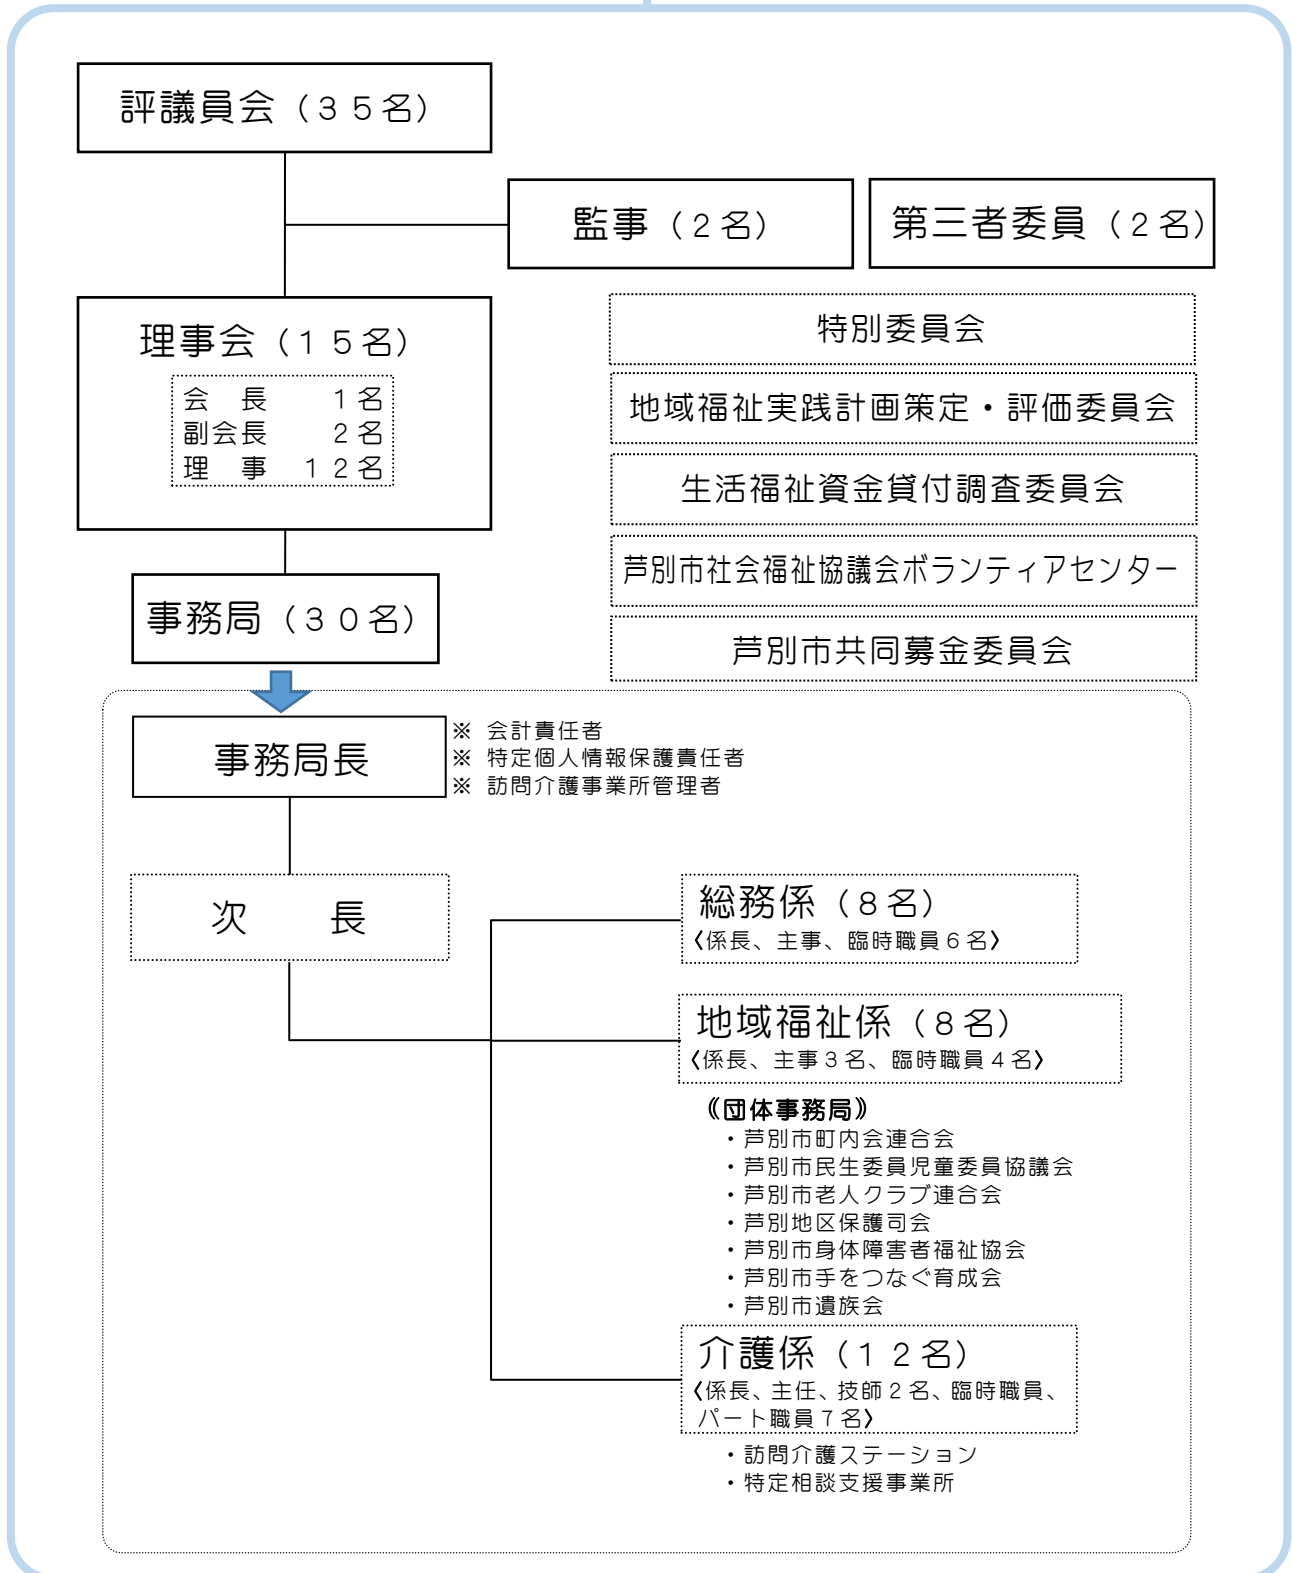 評議員会（３５名）
監事（２名）
第三者委員（２名）
理事会（１５名）
会　長　　１名
副会長　　２名
理　事　１２名
特別委員会
地域福祉実践計画策定・評価委員会
生活福祉資金貸付調査委員会
芦別市社会福祉協議会ボランティアセンター
芦別市共同募金委員会
事務局（３０名）
事務局長
※ 会計責任者
※ 特定個人情報保護責任者
※ 訪問介護事業所管理者
次　　長
総務係（８名）
〈係長、主事、臨時職員６名〉
地域福祉係（８名）
〈係長、主事３名、臨時職員４名〉
《団体事務局》
・芦別市町内会連合会
・芦別市民生委員児童委員協議会
・芦別市老人クラブ連合会
・芦別地区保護司会
・芦別市身体障害者福祉協会
・芦別市手をつなぐ育成会
・芦別市遺族会
介護係（１２名）
〈係長、主任、技師２名、臨時職員、
パート職員７名〉
・訪問介護ステーション
・特定相談支援事業所